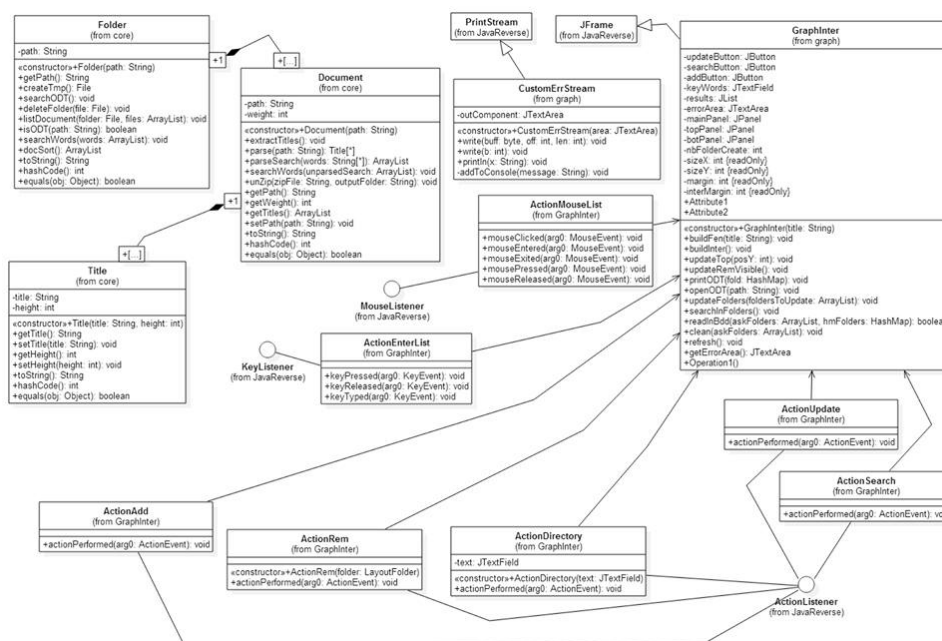 Folder
(from core)
-path: String
«constructor»+Folder(path: String)
+getPath(): String
+createTmp(): File
+searchODT(): void
+deleteFolder(file: File): void
+listDocument(folder: File, files: ArrayList): void
+isODT(path: String): boolean
+searchWords(words: ArrayList): void
+docSort(): ArrayList
+toString(): String
+hashCode(): int
+equals(obj: Object): boolean
+1
+[...]
Document
(from core)
-path: String
-weight: int
«constructor»+Document(path: String)
+extractTitles(): void
+parse(path: String): Title[*]
+parseSearch(words: String[*]): ArrayList
+searchWords(unparsedSearch: ArrayList): void
+unZip(zipFile: String, outputFolder: String): void
+getPath(): String
+getWeight(): int
+getTitles(): ArrayList
+setPath(path: String): void
+toString(): String
+hashCode(): int
+equals(obj: Object): boolean
+1
+[...]
Title
(from core)
-title: String
-height: int
«constructor»+Title(title: String, height: int)
+getTitle(): String
+setTitle(title: String): void
+getHeight(): int
+setHeight(height: int): void
+toString(): String
+hashCode(): int
+equals(obj: Object): boolean
PrintStream
(from JavaReverse)
JFrame
(from JavaReverse)
CustomErrStream
(from graph)
-outComponent: JTextArea
«constructor»+CustomErrStream(area: JTextArea)
+write(buff: byte, off: int, len: int): void
+write(b: int): void
+println(x: String): void
-addToConsole(message: String): void
GraphInter
(from graph)
-updateButton: JButton
-searchButton: JButton
-addButton: JButton
-keyWords: JTextField
-results: JList
-errorArea: JTextArea
-mainPanel: JPanel
-topPanel: JPanel
-botPanel: JPanel
-nbFolderCreate: int
-sizeX: int {readOnly}
-sizeY: int {readOnly}
-margin: int {readOnly}
-interMargin: int {readOnly}
+Attribute1
+Attribute2
«constructor»+GraphInter(title: String)
+buildFen(title: String): void
+buildInter(): void
+updateTop(posY: int): void
+updateRemVisible(): void
+printODT(fold: HashMap): void
+openODT(path: String): void
+updateFolders(foldersToUpdate: ArrayList): void
+searchInFolders(): void
+readInBdd(askFolders: ArrayList, hmFolders: HashMap): boolea
+clean(askFolders: ArrayList): void
+refresh(): void
+getErrorArea(): JTextArea
+Operation1()
ActionMouseList
(from GraphInter)
+mouseClicked(arg0: MouseEvent): void
+mouseEntered(arg0: MouseEvent): void
+mouseExited(arg0: MouseEvent): void
+mousePressed(arg0: MouseEvent): void
+mouseReleased(arg0: MouseEvent): void
MouseListener
(from JavaReverse)
KeyListener
(from JavaReverse)
ActionEnterList
(from GraphInter)
+keyPressed(arg0: KeyEvent): void
+keyReleased(arg0: KeyEvent): void
+keyTyped(arg0: KeyEvent): void
ActionUpdate
(from GraphInter)
+actionPerformed(arg0: ActionEvent): void
ActionSearch
(from GraphInter)
+actionPerformed(arg0: ActionEvent): vo
ActionAdd
(from GraphInter)
+actionPerformed(arg0: ActionEvent): void
ActionRem
(from GraphInter)
«constructor»+ActionRem(folder: LayoutFolder)
+actionPerformed(arg0: ActionEvent): void
ActionDirectory
(from GraphInter)
-text: JTextField
«constructor»+ActionDirectory(text: JTextField)
+actionPerformed(arg0: ActionEvent): void
ActionListener
(from JavaReverse)